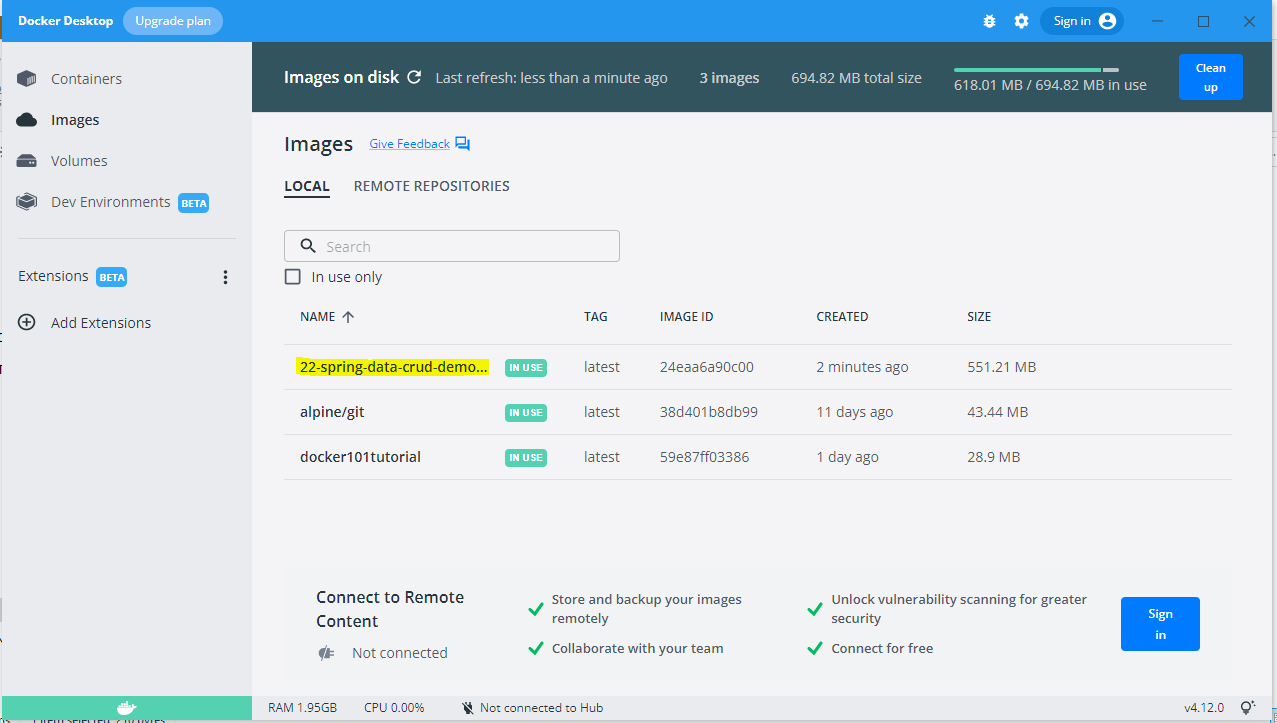 Docker Desktop Upgrade plan Sign in
Containers
Images
Volumes
Dev Environments BETA
Extensions BETA
Add Extensions
Images on disk Last refresh: less than a minute ago 3 images 694.82 MB total size 618.01 MB / 694.82 MB in use
Clean
up
Images Give Feedback
LOCAL REMOTE REPOSITORIES
Search
In use only
NAME TAG IMAGE ID CREATED SIZE
22-spring-data-crud-demo... IN USE latest 24eaa6a90c00 2 minutes ago 551.21 MB
alpine/git IN USE latest 38d401b8db99 11 days ago 43.44 MB
docker101tutorial IN USE latest 59e87ff03386 1 day ago 28.9 MB
Connect to Remote
Content
Not connected
Store and backup your images
remotely
Collaborate with your team
Unlock vulnerability scanning for greater
security
Connect for free
Sign
in
RAM 1.95GB CPU 0.00% Not connected to Hub v4.12.0